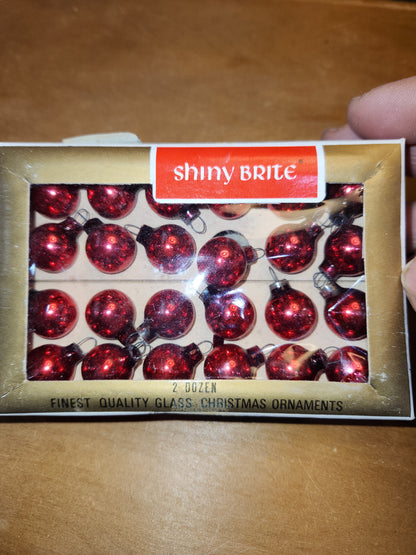 shiny BRITE
2 DOZEN
FINEST QUALITY GLASS CHRISTMAS ORNAMENTS